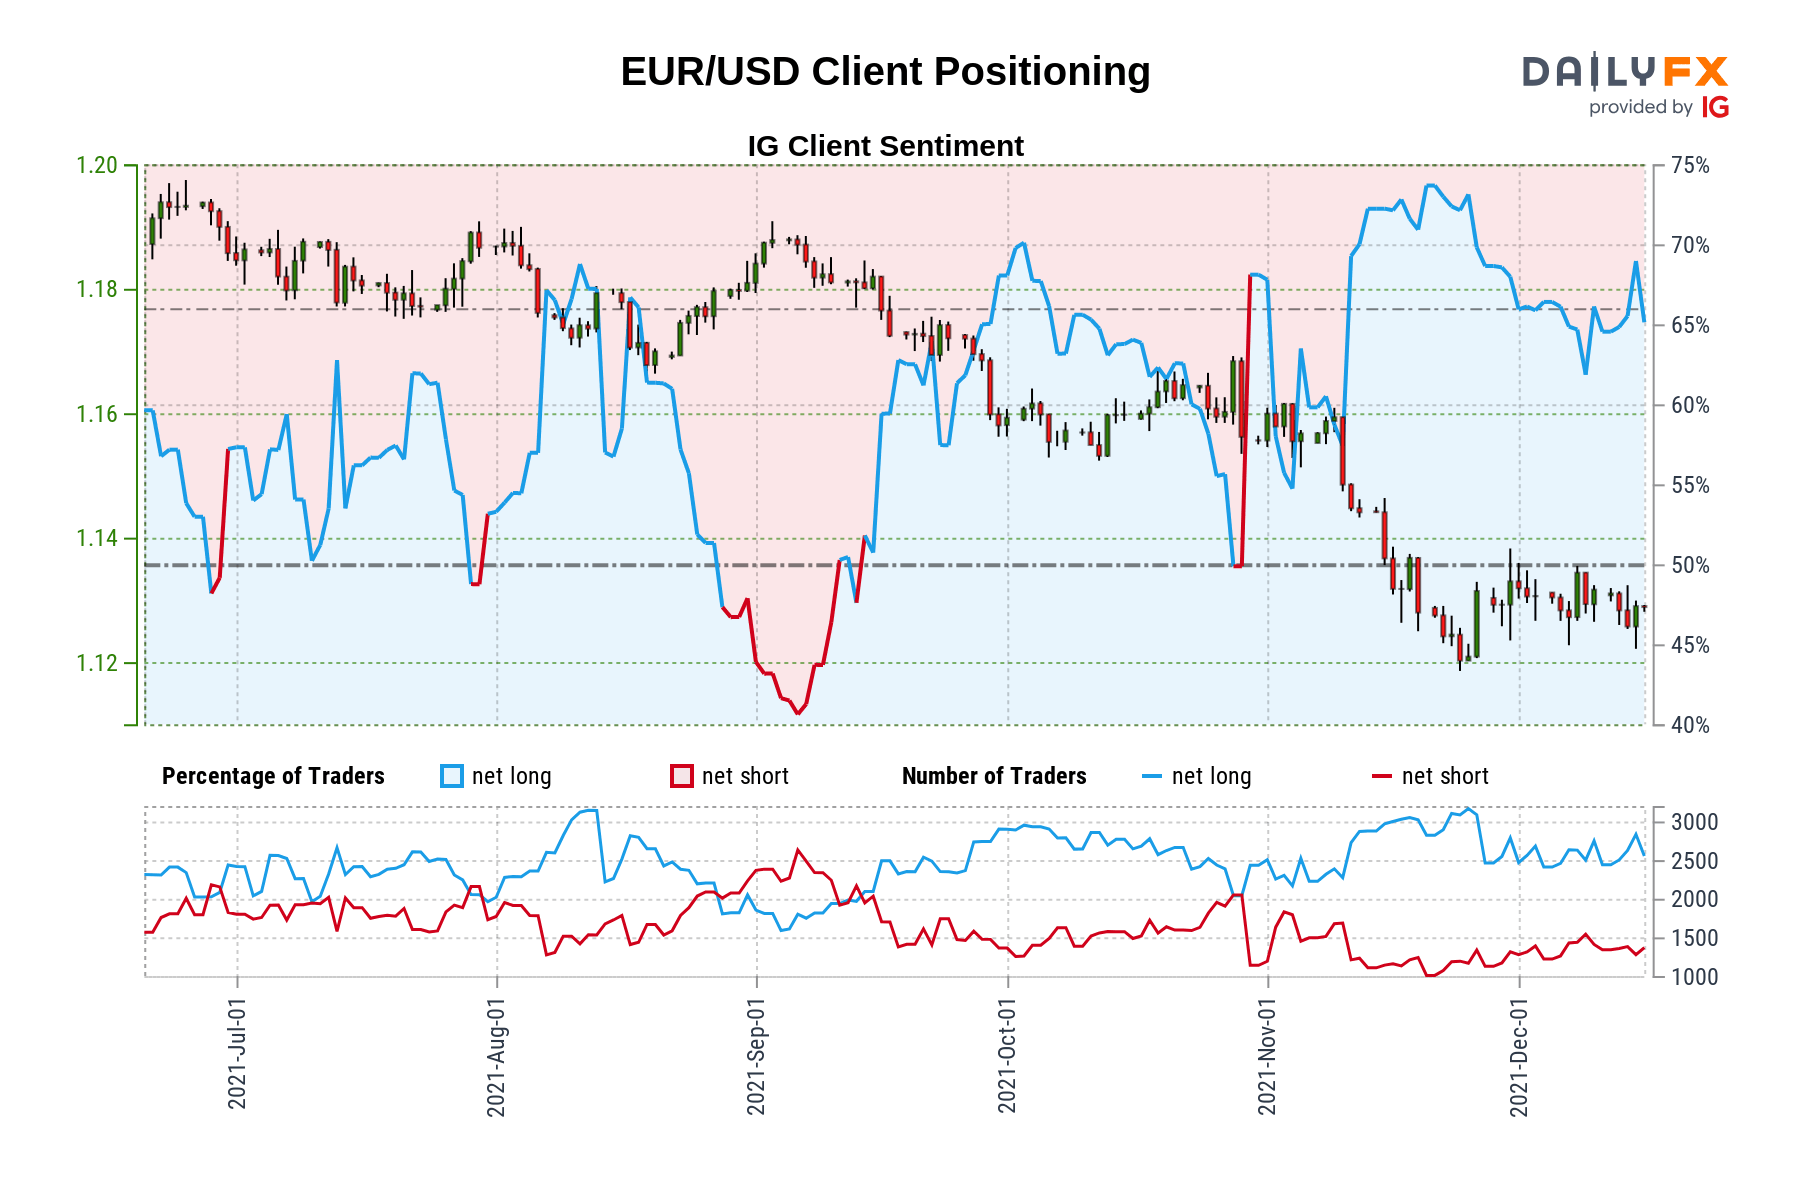 EUR/USD Client Positioning
DAILYFX
provided by IG
IG Client Sentiment
1.20
1.18
1.16
1.14
1.12
75%
70%
65%
60%
55%
50%
45%
40%
Percentage of Traders net long net short Number of Traders net long net short
3000
2500
2000
1500
1000
2021-Jul-01
2021-Aug-01
2021-Sep-01
2021-Oct-01
2021-Nov-01
2021-Dec-01